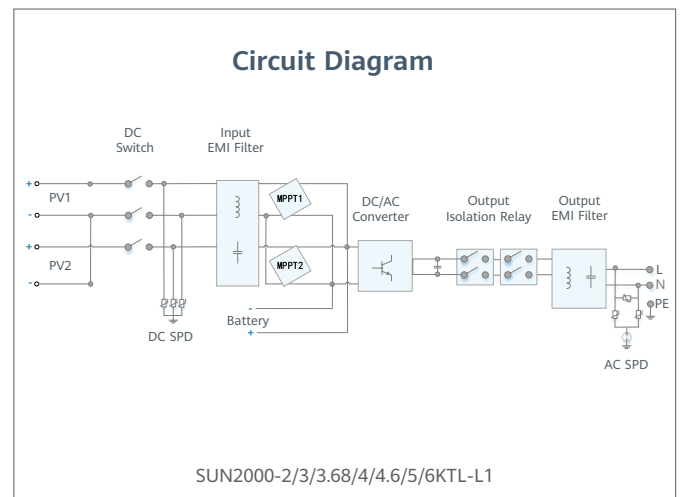 Circuit Diagram
DC
Switch
Input
EMI Filter
+
PV1
-
+
PV2
-
MPPT1
MPPT2
DC/AC
Converter
Output
Isolation Relay
Output
EMI Filter
L
N
PE
DC SPD
-
Battery
+
AC SPD
SUN2000-2/3/3.68/4/4.6/5/6KTL-L1